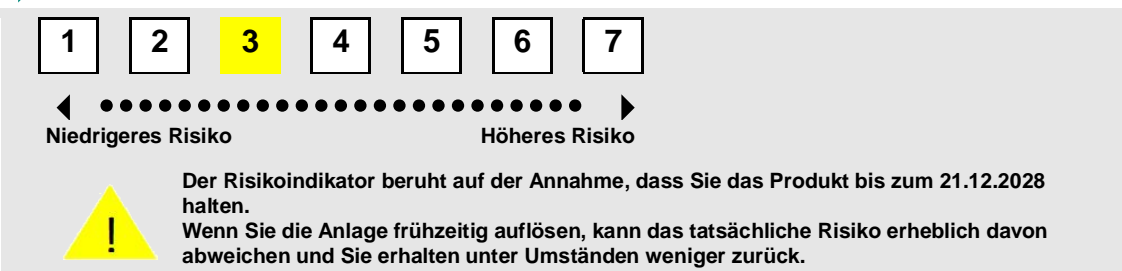 1 2 3 4 5 6 7
Niedrigeres Risiko Höheres Risiko
Der Risikoindikator beruht auf der Annahme, dass Sie das Produkt bis zum 21.12.2028
halten.
Wenn Sie die Anlage frühzeitig auflösen, kann das tatsächliche Risiko erheblich davon
abweichen und Sie erhalten unter Umständen weniger zurück.
!